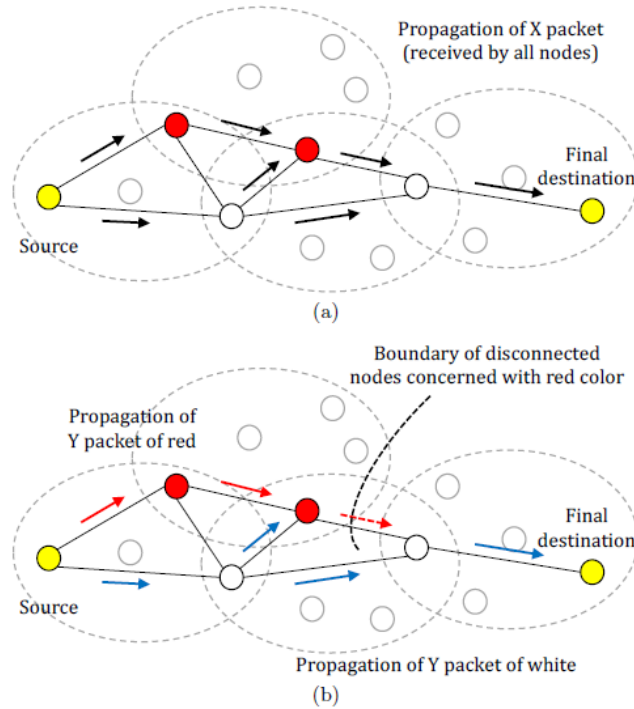 Propagation of X packet
(received by all nodes)
Final
destination
Source
(a)
Boundary of disconnected
nodes concerned with red color
Propagation of
Y packet of red
Final
destination
Source
Propagation of Y packet of white
(b)